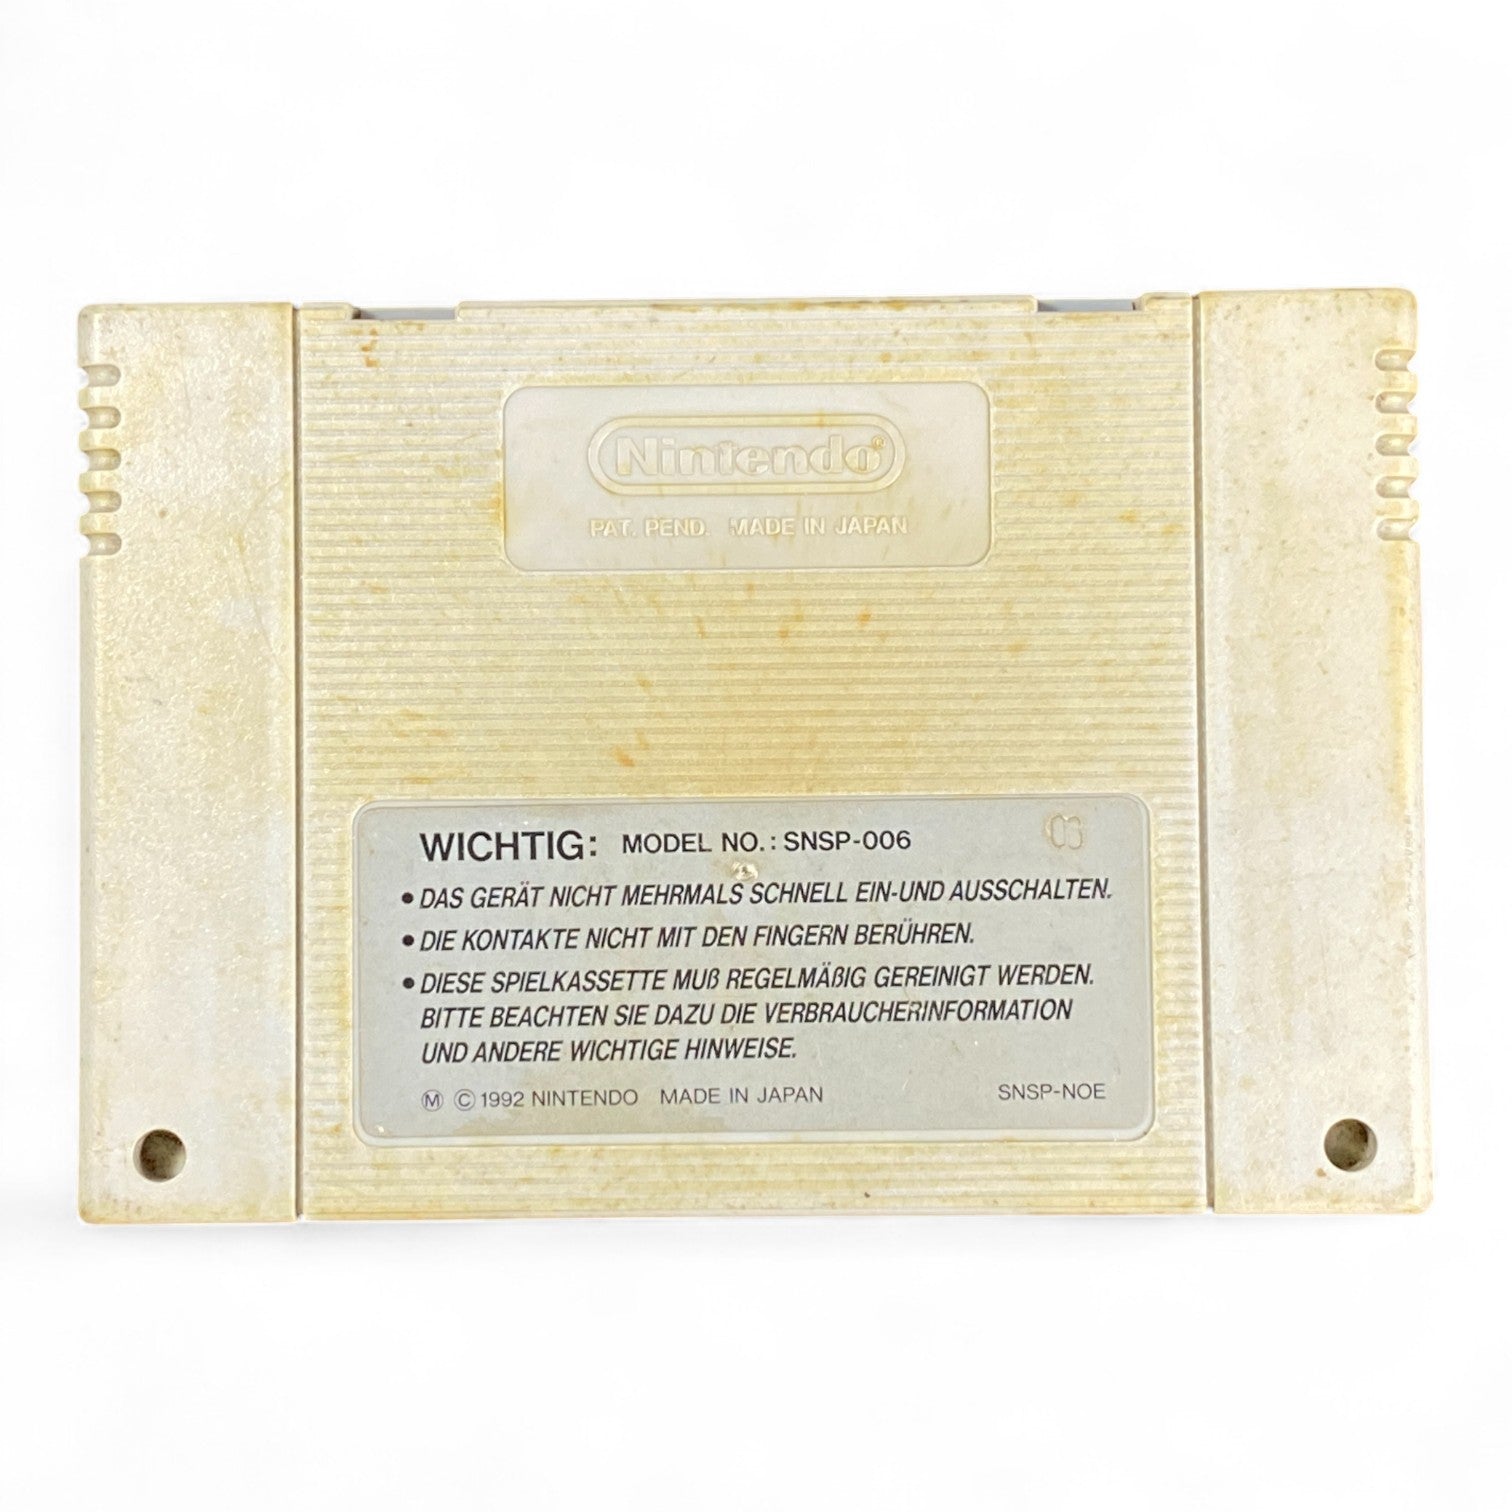 Nintendo®
PAT. PEND. MADE IN JAPAN
WICHTIG: MODEL NO.: SNSP-006
03
• DAS GERÄT NICHT MEHRMALS SCHNELL EIN-UND AUSSCHALTEN.
• DIE KONTAKTE NICHT MIT DEN FINGERN BERÜHREN.
• DIESE SPIELKASSETTE MUß REGELMÄßIG GEREINIGT WERDEN.
BITTE BEACHTEN SIE DAZU DIE VERBRAUCHERINFORMATION
UND ANDERE WICHTIGE HINWEISE.
Ⓜ © 1992 NINTENDO MADE IN JAPAN SNSP-NOE